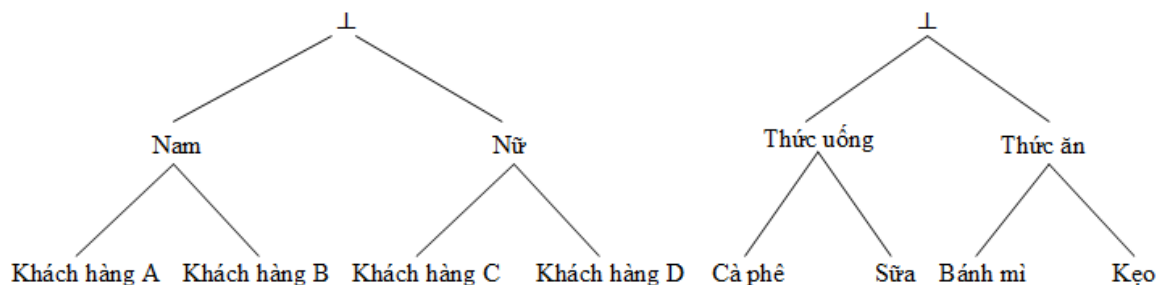 ⊥ ⊥
Nam Nữ Thức uống Thức ăn
Khách hàng A Khách hàng B Khách hàng C Khách hàng D Cà phê Sữa Bánh mì Kẹo